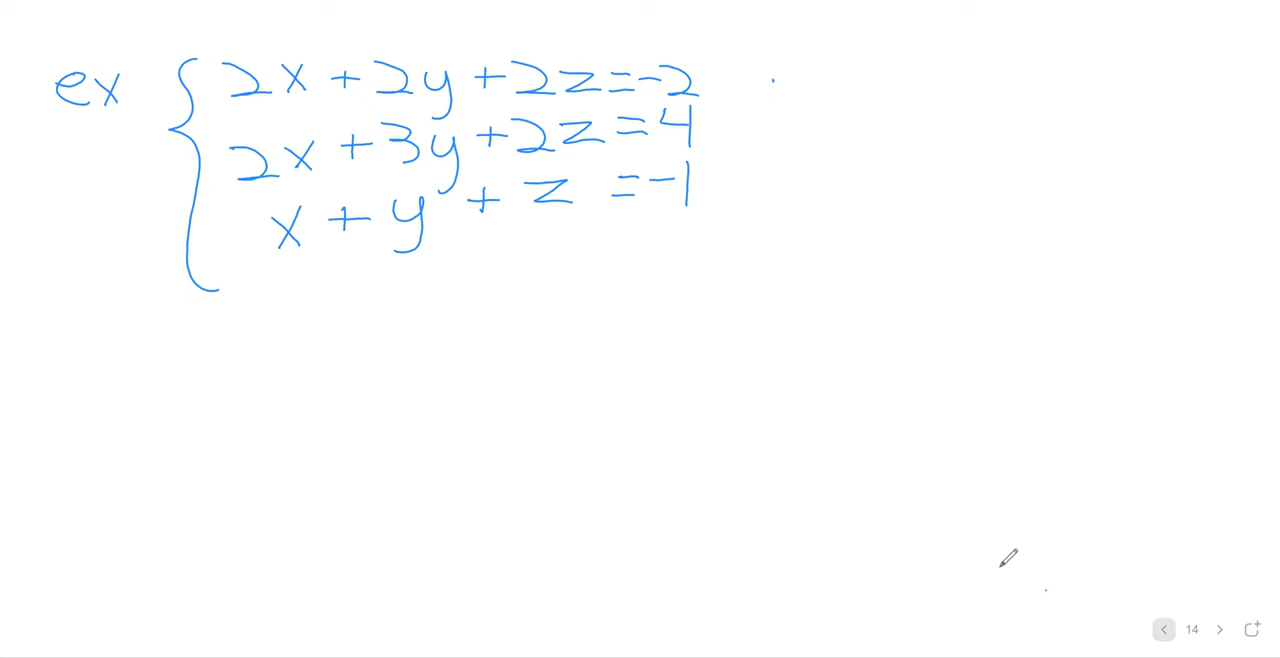 ex { 2x + 2y + 2z = -2
2x + 3y + 2z = 4
x + y + z = -1
14